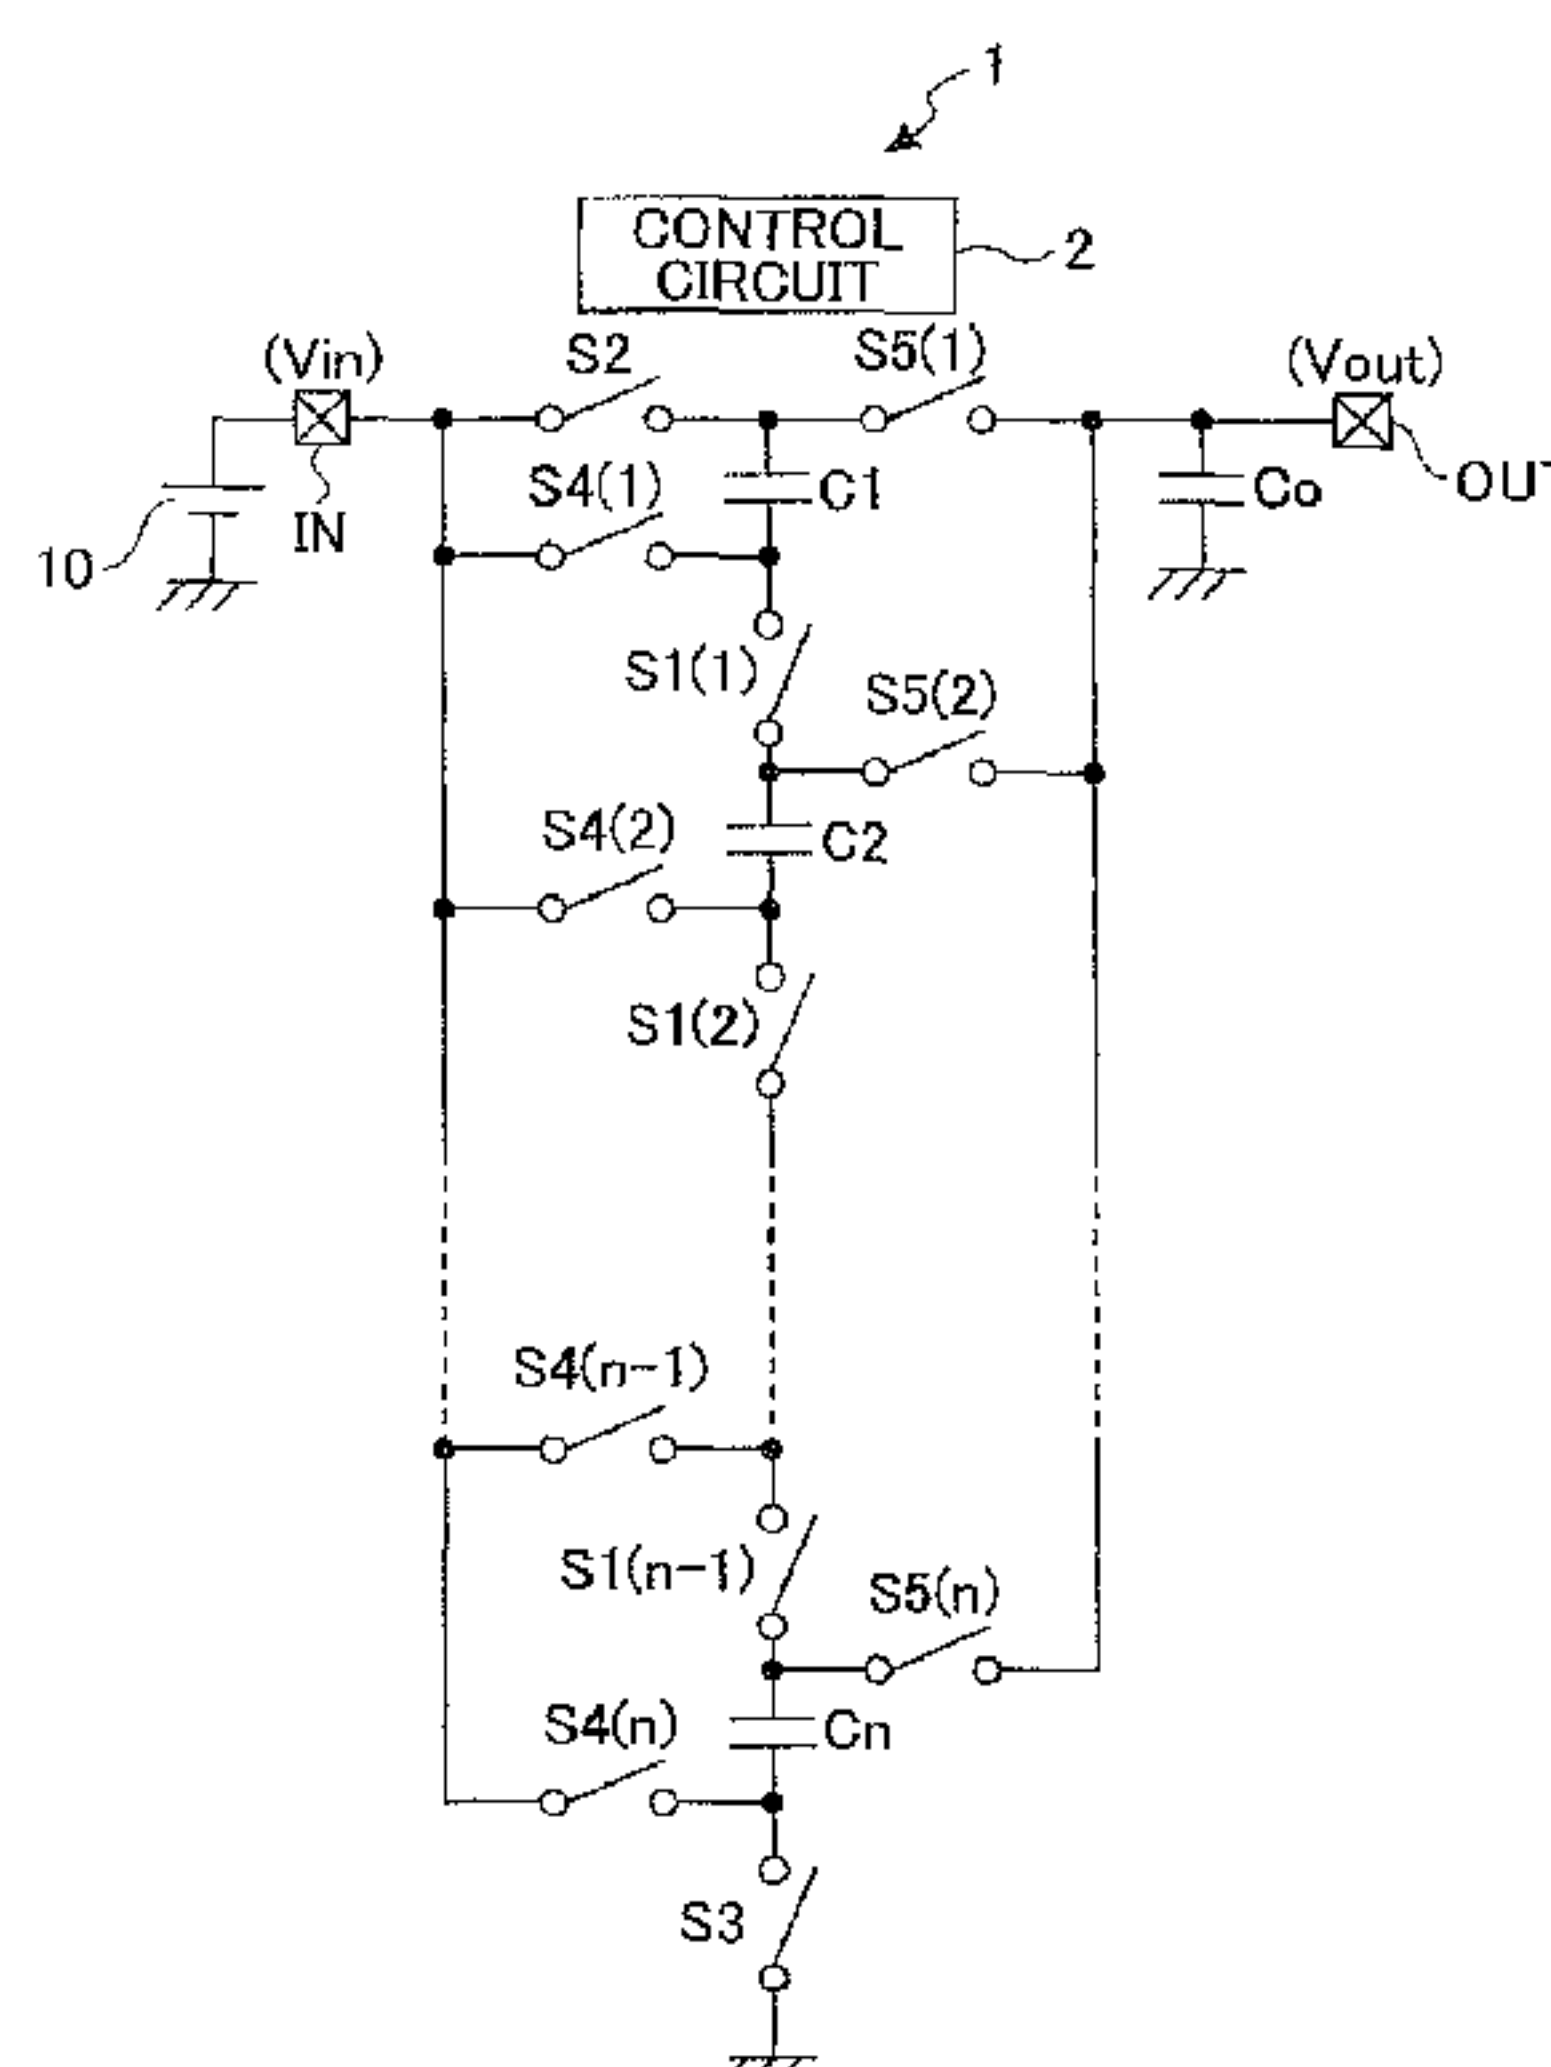 1
CONTROL
CIRCUIT
2
(Vin)
S2
S5(1)
(Vout)
S4(1)
C1
Co
OUT
IN
10
S1(1)
S5(2)
S4(2)
C2
S1(2)
S4(n-1)
S1(n-1)
S5(n)
S4(n)
Cn
S3